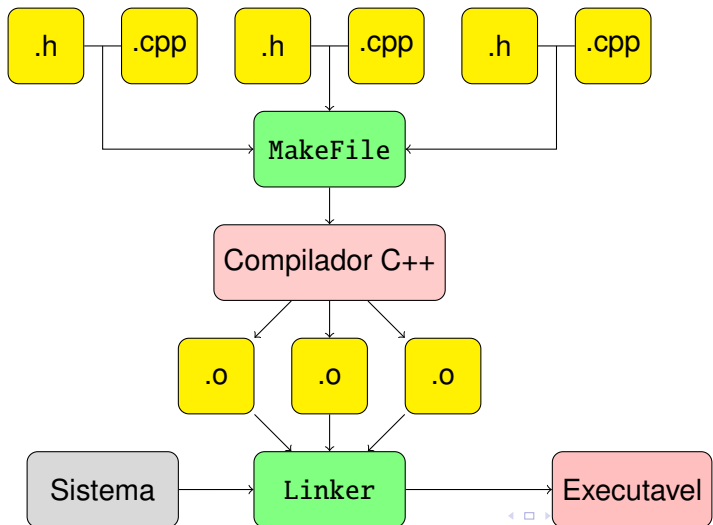 .h .cpp .h .cpp .h .cpp
MakeFile
Compilador C++
.o .o .o
Sistema Linker Executavel